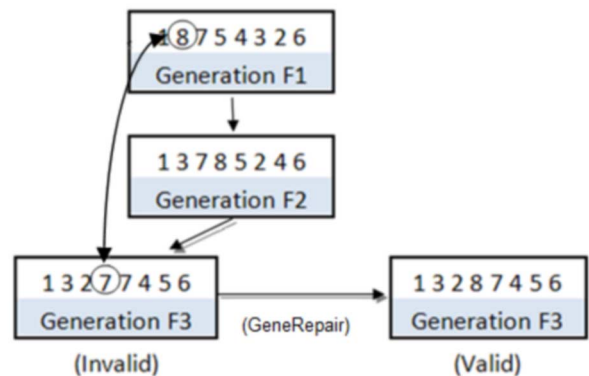 1 8 7 5 4 3 2 6
Generation F1
1 3 7 8 5 2 4 6
Generation F2
1 3 2 7 7 4 5 6
Generation F3
(Invalid)
(GeneRepair)
1 3 2 8 7 4 5 6
Generation F3
(Valid)